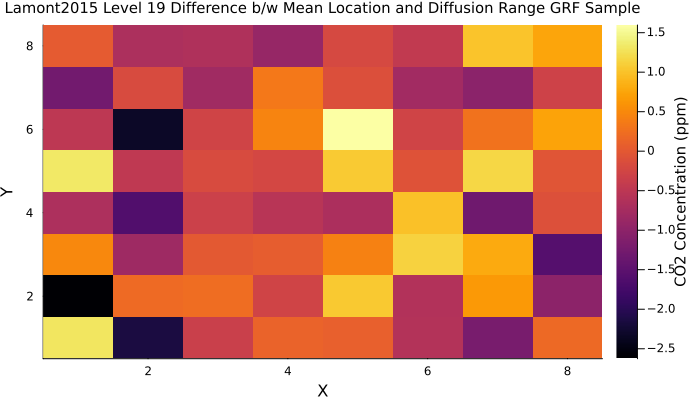 Lamont2015 Level 19 Difference b/w Mean Location and Diffusion Range GRF Sample
8
6
4
2
Y
2 4 6 8
X
1.5
1.0
0.5
0
−0.5
−1.0
−1.5
−2.0
−2.5
CO2 Concentration (ppm)